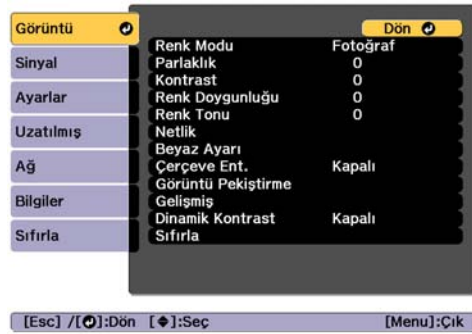 Görüntü
Sinyal
Ayarlar
Uzatılmış
Ağ
Bilgiler
Sıfırla
Dön
Renk Modu Fotoğraf
Parlaklık 0
Kontrast 0
Renk Doygunluğu 0
Renk Tonu 0
Netlik
Beyaz Ayarı
Çerçeve Ent. Kapalı
Görüntü Pekiştirme
Gelişmiş
Dinamik Kontrast Kapalı
Sıfırla
[Esc] /[⏎]:Dön [◆]:Seç [Menu]:Çık